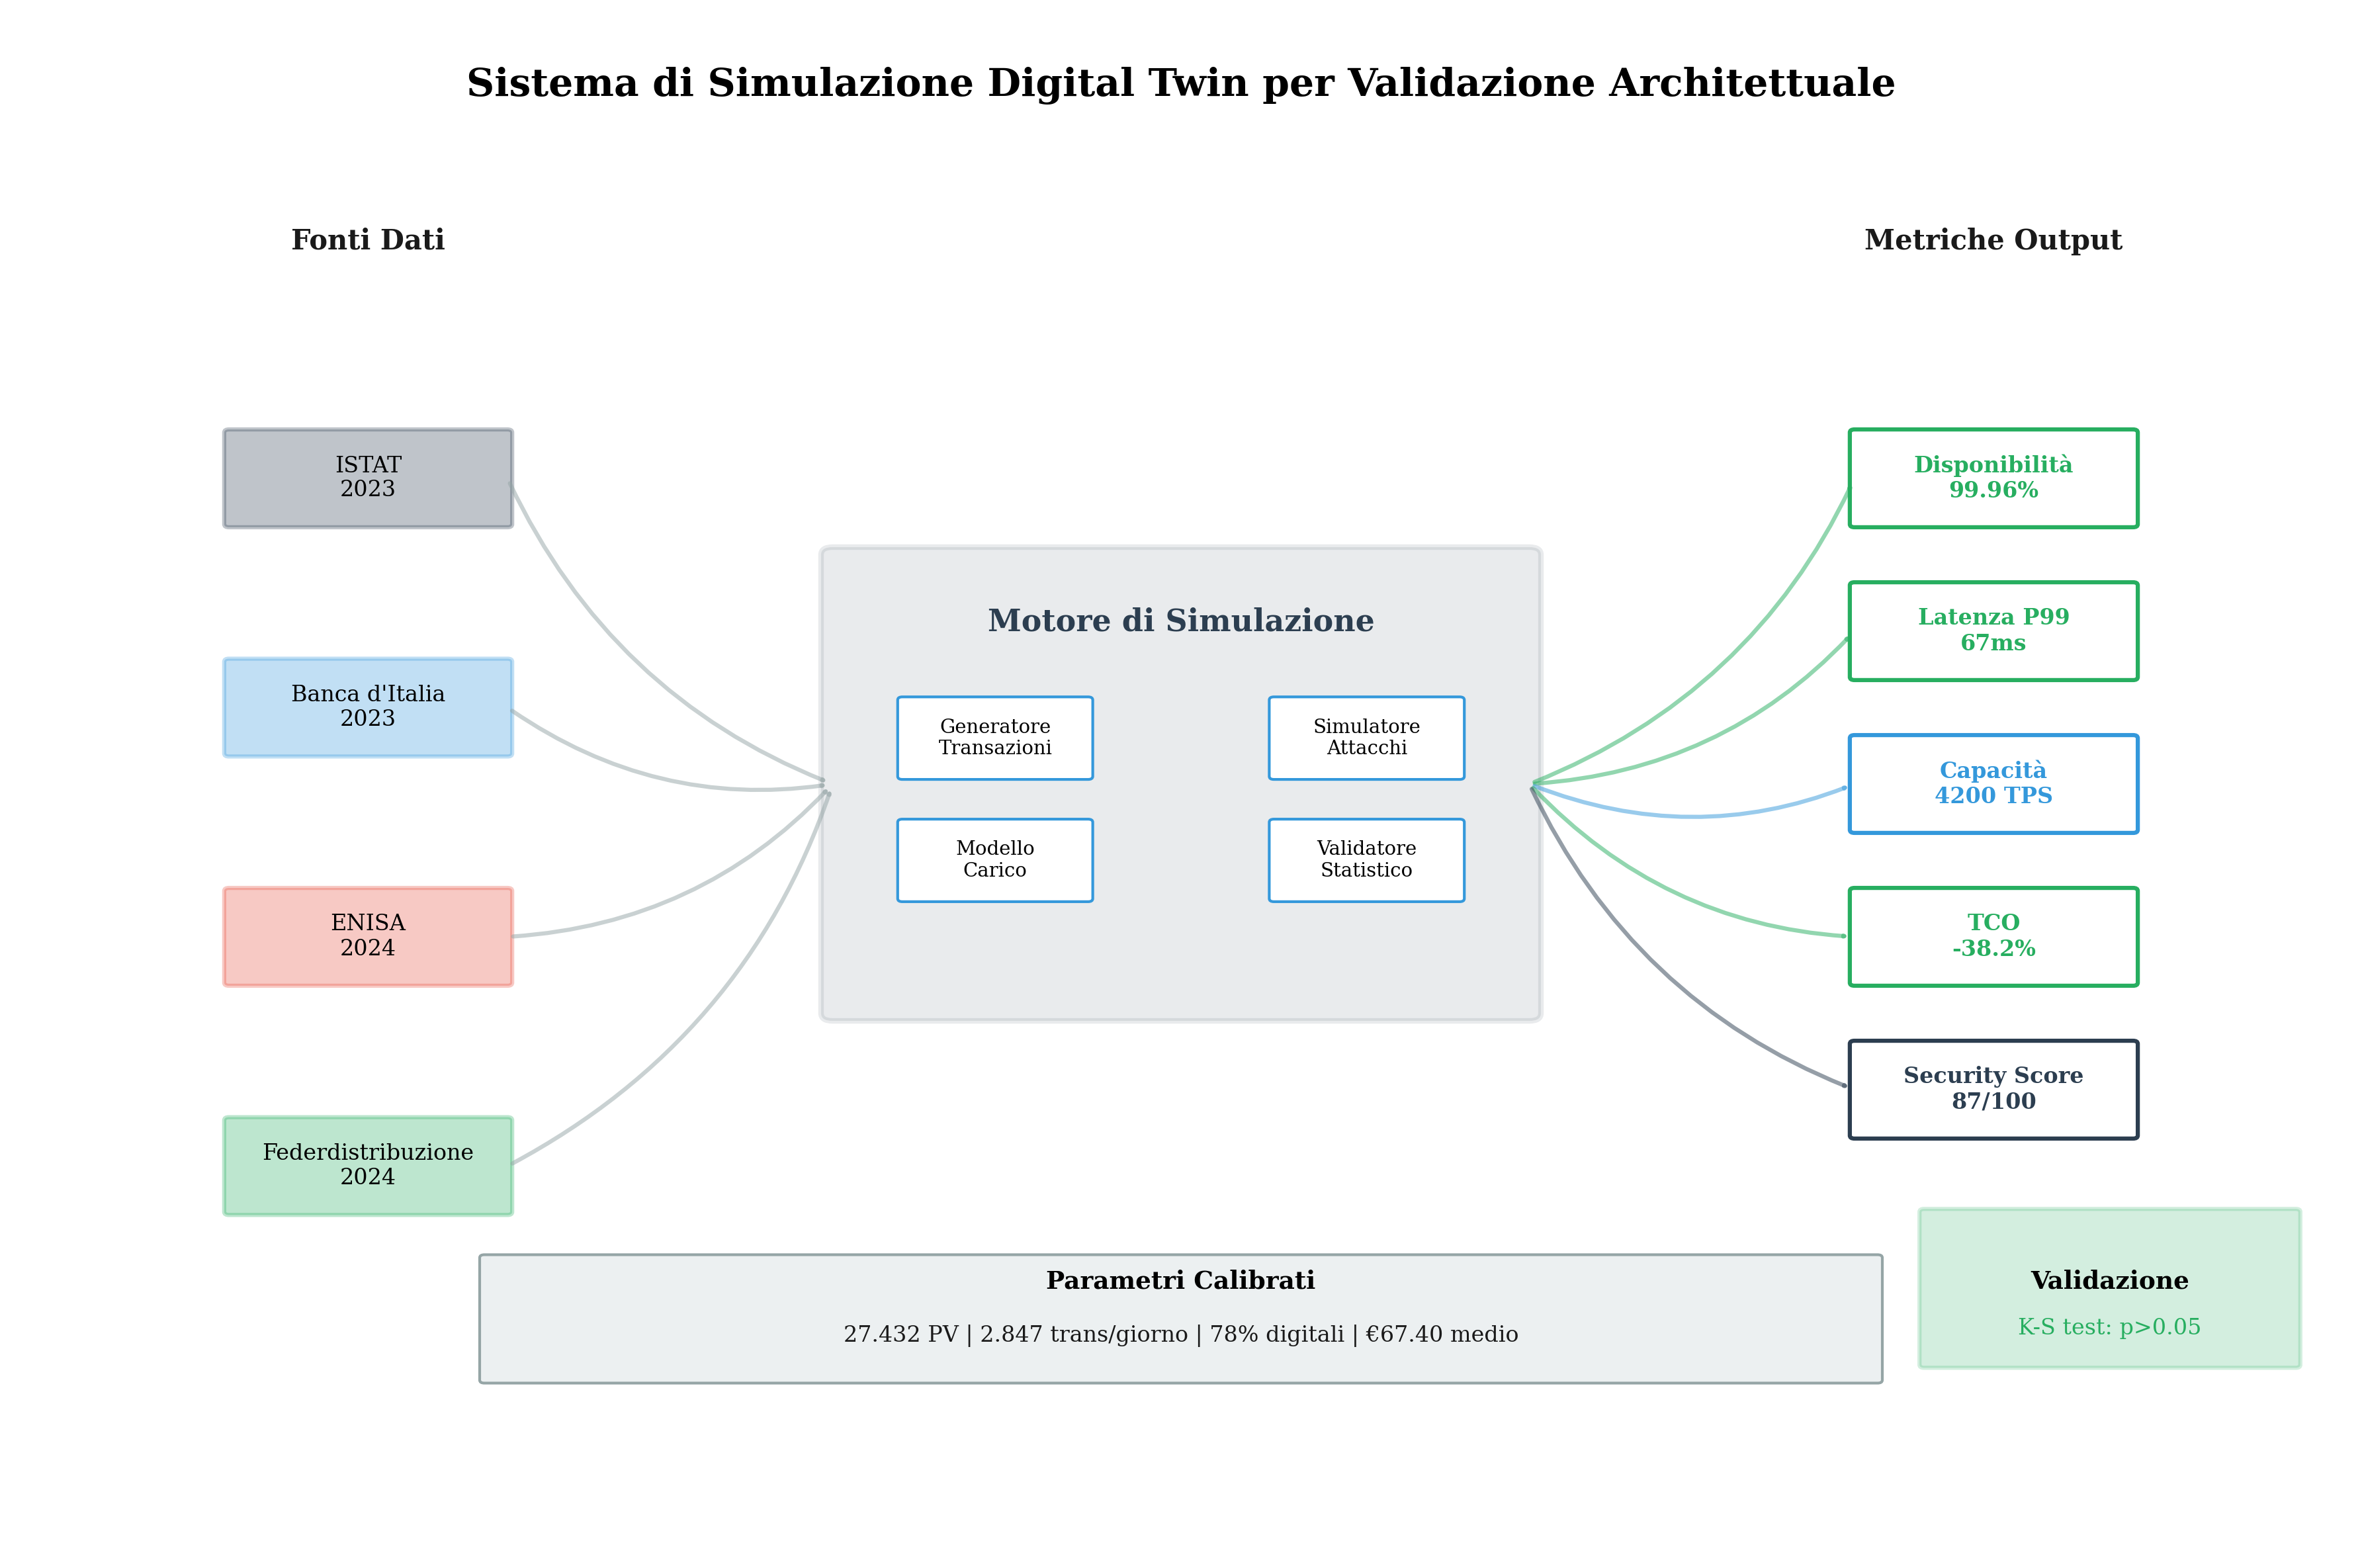 Sistema di Simulazione Digital Twin per Validazione Architettuale
Fonti Dati
ISTAT
2023
Banca d'Italia
2023
ENISA
2024
Federdistribuzione
2024
Motore di Simulazione
Generatore
Transazioni
Simulatore
Attacchi
Modello
Carico
Validatore
Statistico
Metriche Output
Disponibilità
99.96%
Latenza P99
67ms
Capacità
4200 TPS
TCO
-38.2%
Security Score
87/100
Parametri Calibrati
27.432 PV | 2.847 trans/giorno | 78% digitali | €67.40 medio
Validazione
K-S test: p>0.05